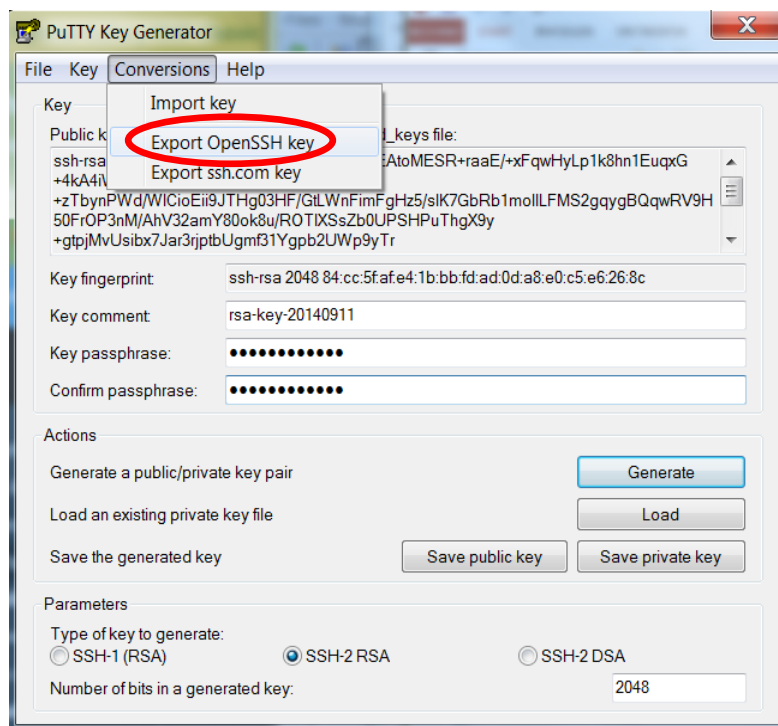 PuTTY Key Generator
File Key Conversions Help
Import key
Export OpenSSH key
Export ssh.com key
Key
Public k _keys file:
ssh-rsa EAtoMESR+raaE/+xFqwHyLp1k8hn1EuqxG
+4kA4i
+zTbynPWd/WlCioEii9JTHg03HF/GtLWnFimFgHz5/slK7GbRb1molILFMS2gqygBQqwRV9H
50FrOP3nM/AhV32amY80ok8u/ROTlXSsZb0UPSHPuThgX9y
+gtpjMvUsibx7Jar3rjptbUgmf31Ygpb2UWp9yTr
Key fingerprint: ssh-rsa 2048 84:cc:5f:af:e4:1b:bb:fd:ad:0d:a8:e0:c5:e6:26:8c
Key comment: rsa-key-20140911
Key passphrase: ●●●●●●●●●●●●
Confirm passphrase: ●●●●●●●●●●●●
Actions
Generate a public/private key pair Generate
Load an existing private key file Load
Save the generated key Save public key Save private key
Parameters
Type of key to generate:
SSH-1 (RSA) SSH-2 RSA SSH-2 DSA
Number of bits in a generated key: 2048